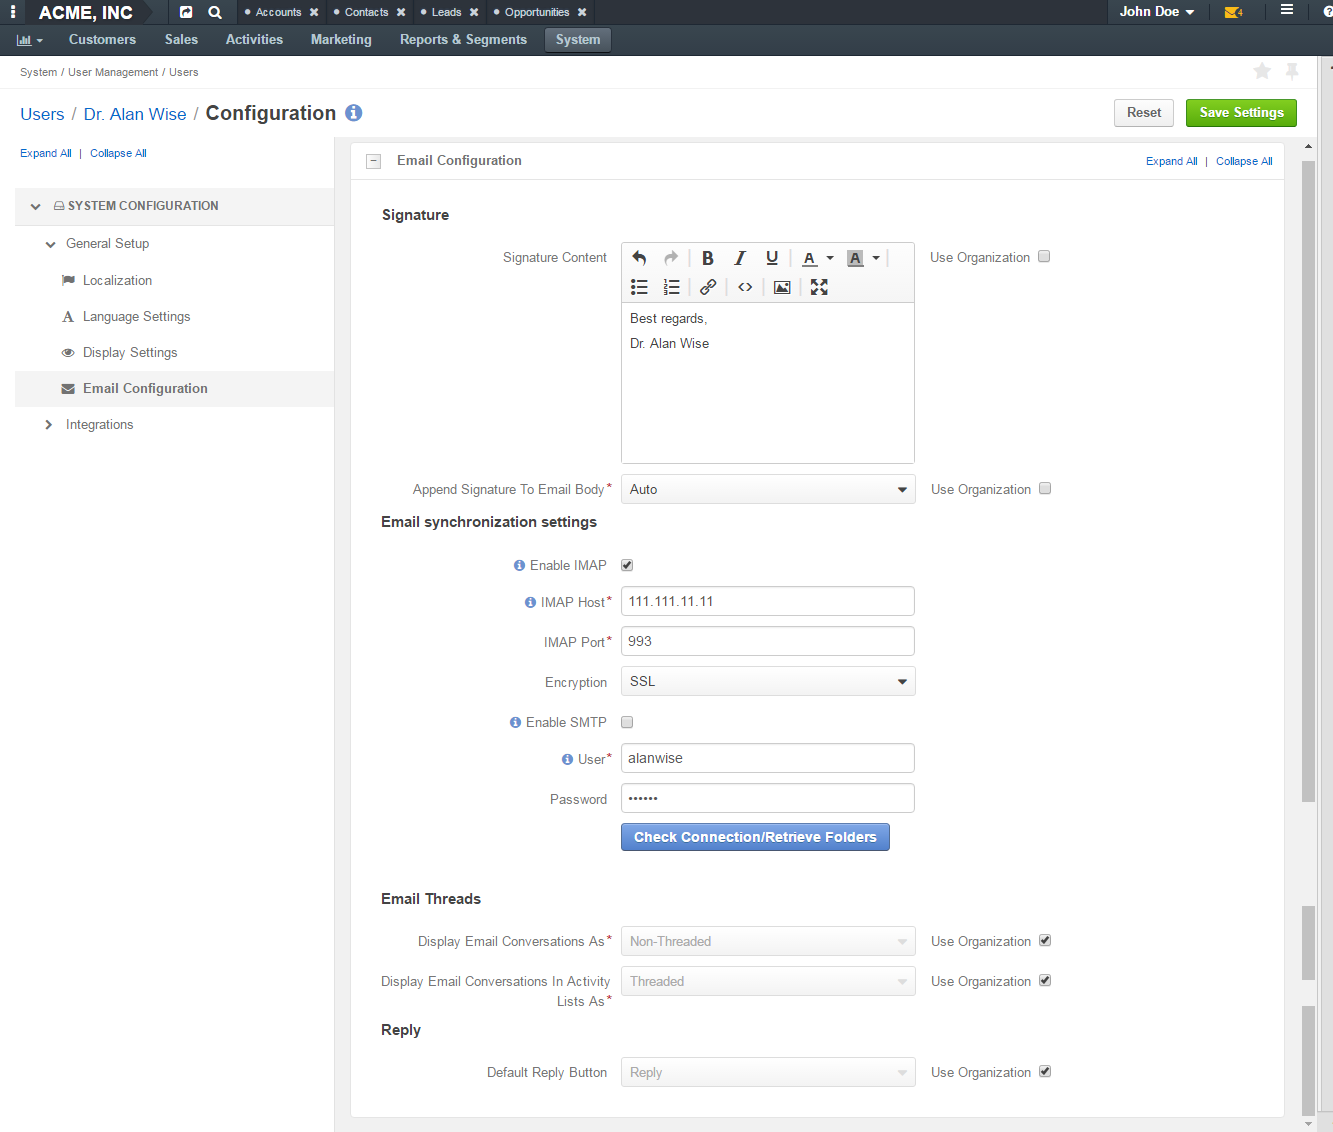 ACME, INC
Accounts
Contacts
Leads
Opportunities
John Doe
4
Customers
Sales
Activities
Marketing
Reports & Segments
System
System / User Management / Users
Users / Dr. Alan Wise / Configuration
Reset
Save Settings
Expand All | Collapse All
SYSTEM CONFIGURATION
General Setup
Localization
Language Settings
Display Settings
Email Configuration
Integrations
Email Configuration
Expand All | Collapse All
Signature
Signature Content
Best regards,
Dr. Alan Wise
Use Organization
Append Signature To Email Body*
Auto
Use Organization
Email synchronization settings
Enable IMAP
IMAP Host*
111.111.11.11
IMAP Port*
993
Encryption
SSL
Enable SMTP
User*
alanwise
Password
••••••
Check Connection/Retrieve Folders
Email Threads
Display Email Conversations As*
Non-Threaded
Use Organization
Display Email Conversations In Activity
Lists As*
Threaded
Use Organization
Reply
Default Reply Button
Reply
Use Organization